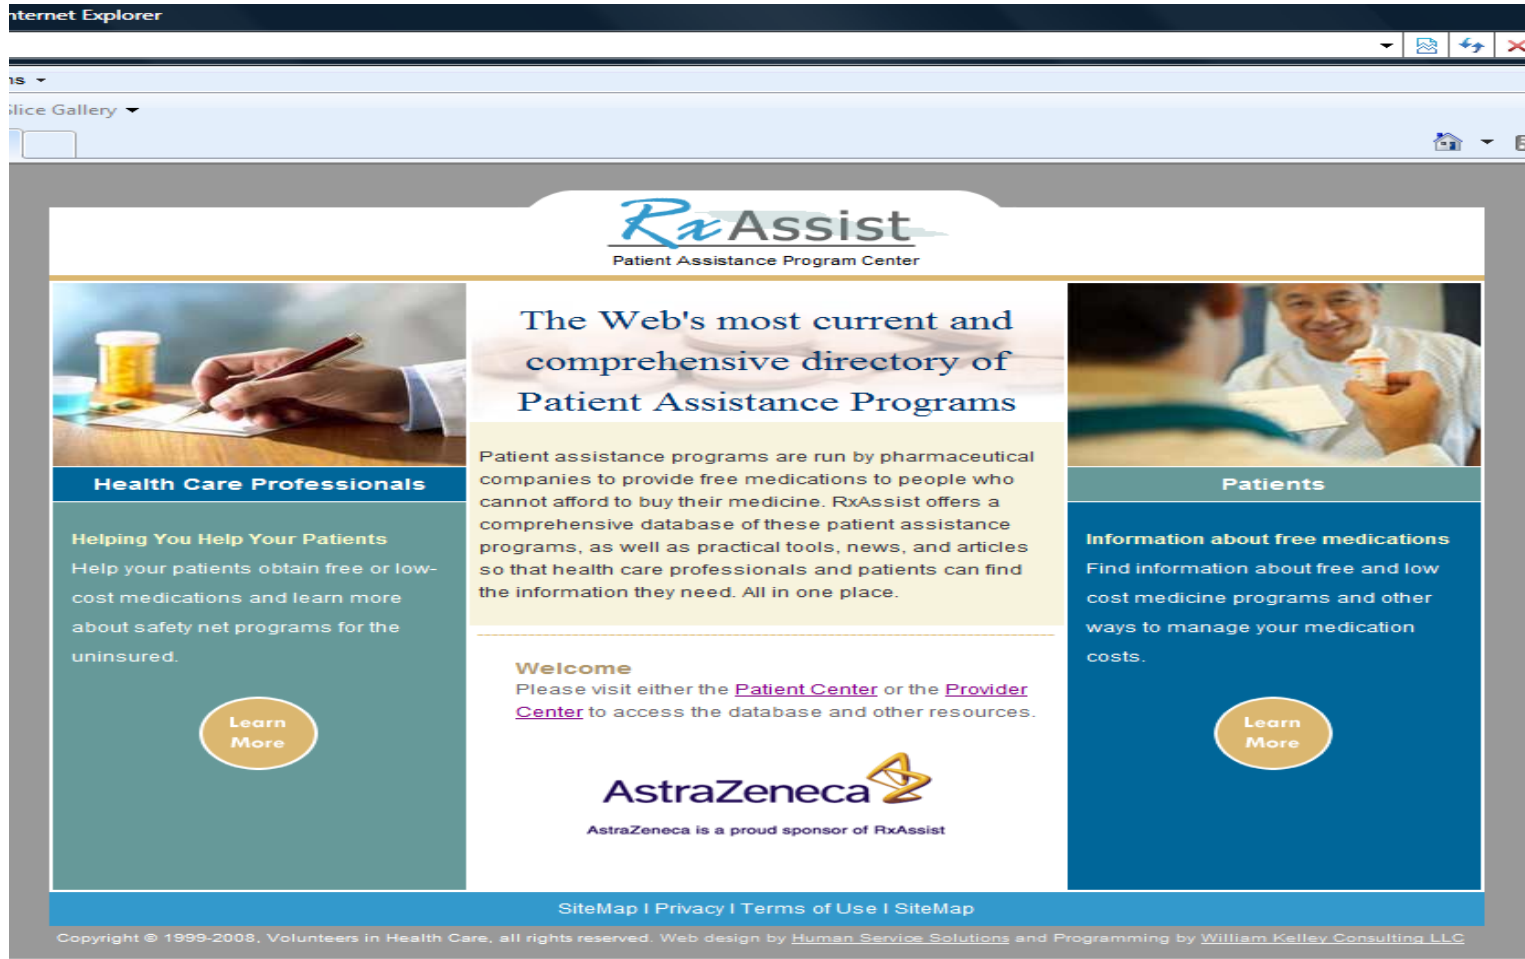 nternet Explorer
ns
Slice Gallery
RxAssist
Patient Assistance Program Center
The Web's most current and
comprehensive directory of
Patient Assistance Programs
Patient assistance programs are run by pharmaceutical
companies to provide free medications to people who
cannot afford to buy their medicine. RxAssist offers a
comprehensive database of these patient assistance
programs, as well as practical tools, news, and articles
so that health care professionals and patients can find
the information they need. All in one place.
Health Care Professionals
Helping You Help Your Patients
Help your patients obtain free or low-
cost medications and learn more
about safety net programs for the
uninsured.
Learn
More
Welcome
Please visit either the Patient Center or the Provider
Center to access the database and other resources.
AstraZeneca
AstraZeneca is a proud sponsor of RxAssist
Patients
Information about free medications
Find information about free and low
cost medicine programs and other
ways to manage your medication
costs.
Learn
More
SiteMap I Privacy I Terms of Use I SiteMap
Copyright © 1999-2008, Volunteers in Health Care, all rights reserved. Web design by Human Service Solutions and Programming by William Kelley Consulting LLC